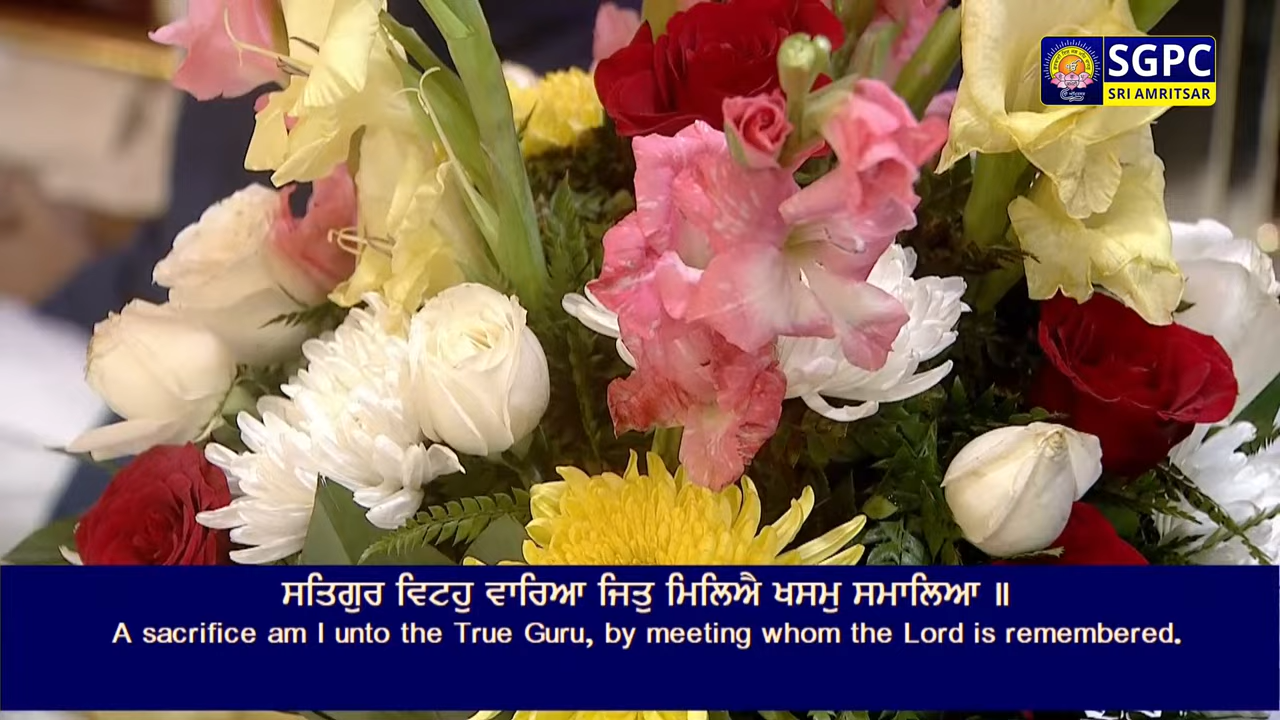 SGPC
SRI AMRITSAR
ਸਤਿਗੁਰ ਵਿਟਹੁ ਵਾਰਿਆ ਜਿਤੁ ਮਿਲਿਐ ਖਸਮੁ ਸਮਾਲਿਆ ॥
A sacrifice am I unto the True Guru, by meeting whom the Lord is remembered.